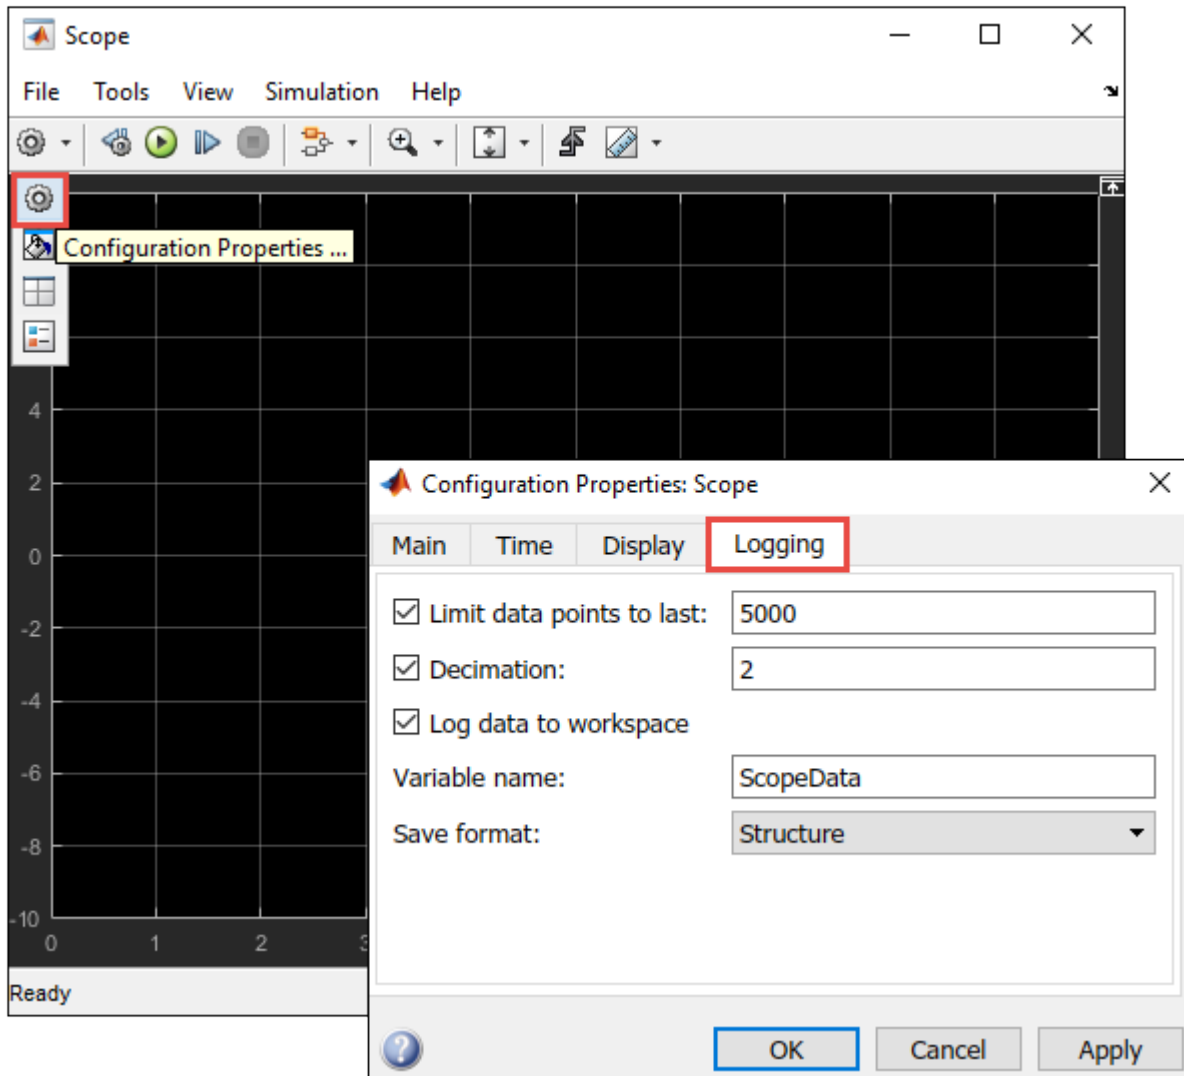 Scope
File Tools View Simulation Help
Configuration Properties ...
4
2
0
-2
-4
-6
-8
-10
0 1 2
Ready
Configuration Properties: Scope
Main Time Display Logging
Limit data points to last: 5000
Decimation: 2
Log data to workspace
Variable name: ScopeData
Save format: Structure
?
OK Cancel Apply